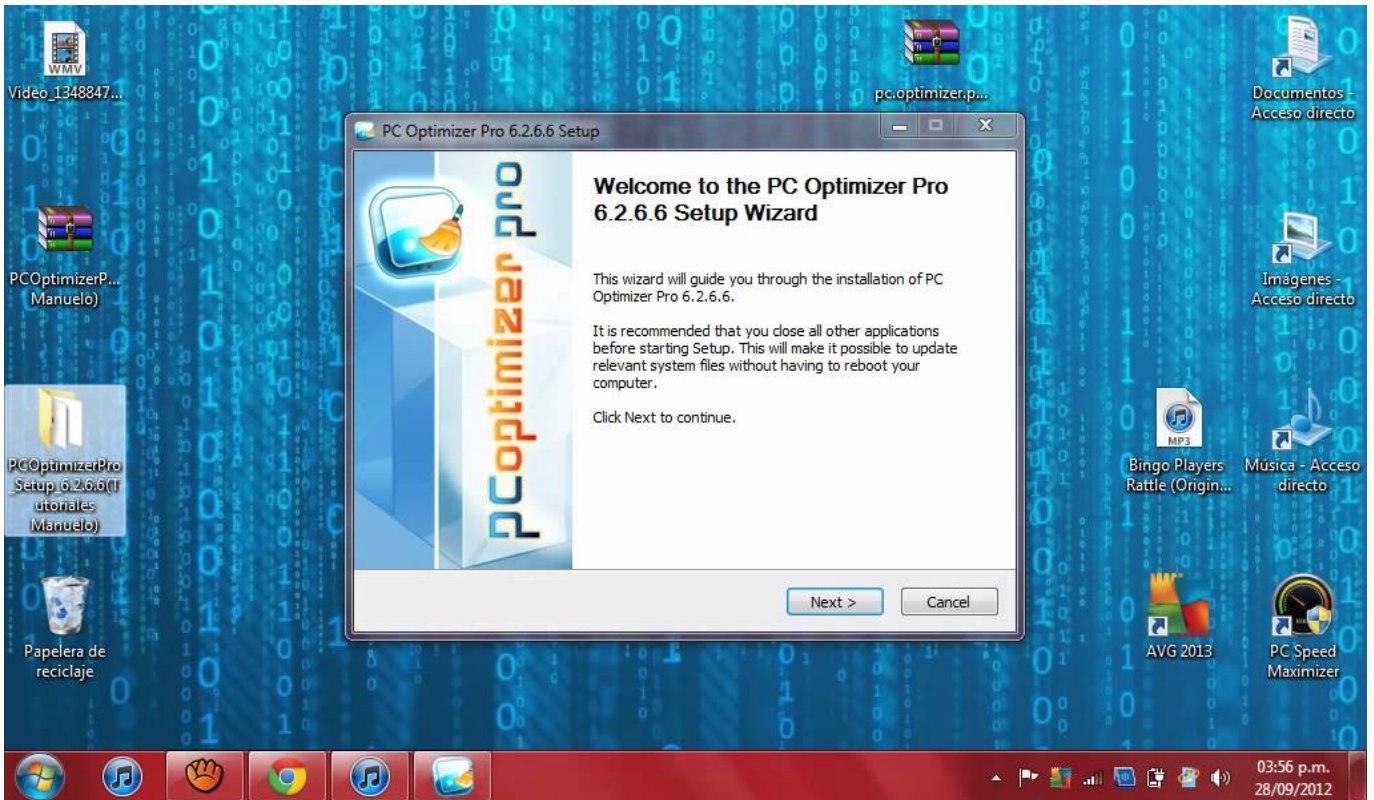 WMV
Video_1348847...
pc.optimizer.p...
Documentos -
Acceso directo
PCOptimizerP...
Manuelo)
Imágenes -
Acceso directo
PCOptimizerPro
_Setup_6.2.6.6(T
utoriales
Manuelo)
MP3
Bingo Players
Rattle (Origin...
Música - Acceso
directo
Papelera de
reciclaje
AVG 2013
PC Speed
Maximizer
PC Optimizer Pro 6.2.6.6 Setup
pcoptimizer pro
Welcome to the PC Optimizer Pro
6.2.6.6 Setup Wizard
This wizard will guide you through the installation of PC
Optimizer Pro 6.2.6.6.
It is recommended that you close all other applications
before starting Setup. This will make it possible to update
relevant system files without having to reboot your
computer.
Click Next to continue.
Next >
Cancel
03:56 p.m.
28/09/2012